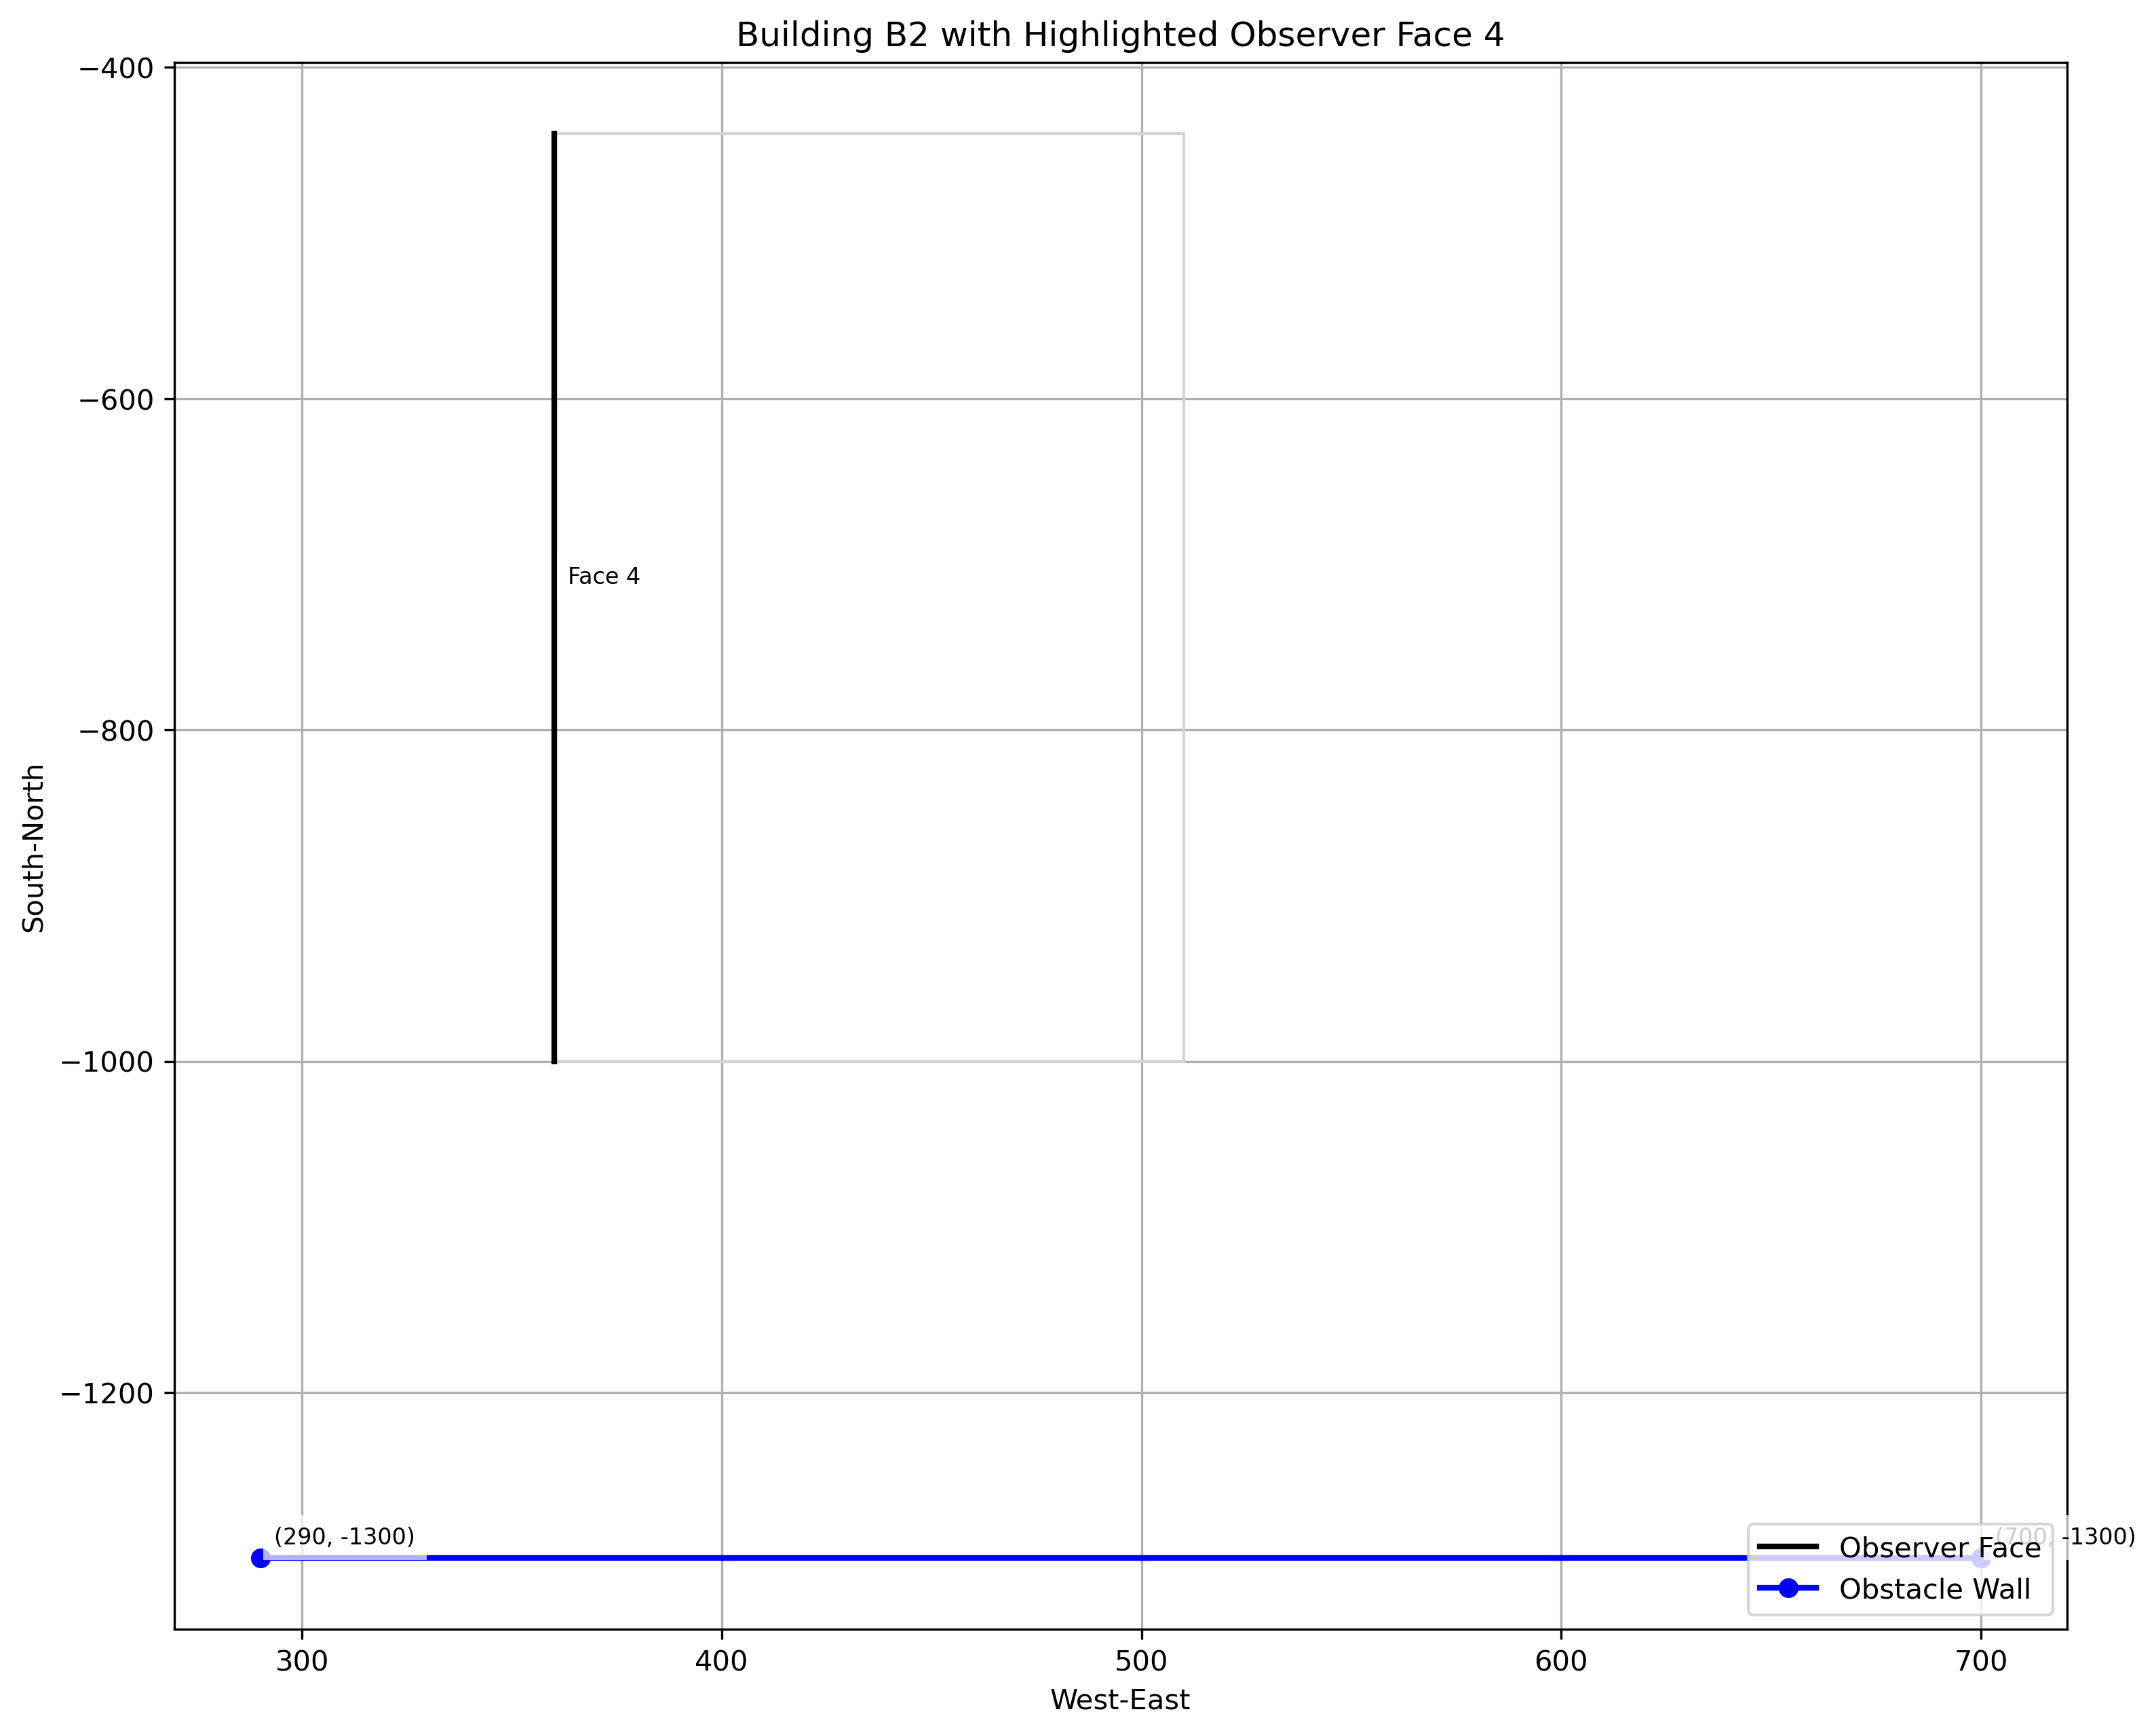 Building B2 with Highlighted Observer Face 4
−400
−600
−800
−1000
−1200
South-North
Face 4
(290, -1300)
(700, -1300)
Observer Face
Obstacle Wall
300
400
500
600
700
West-East